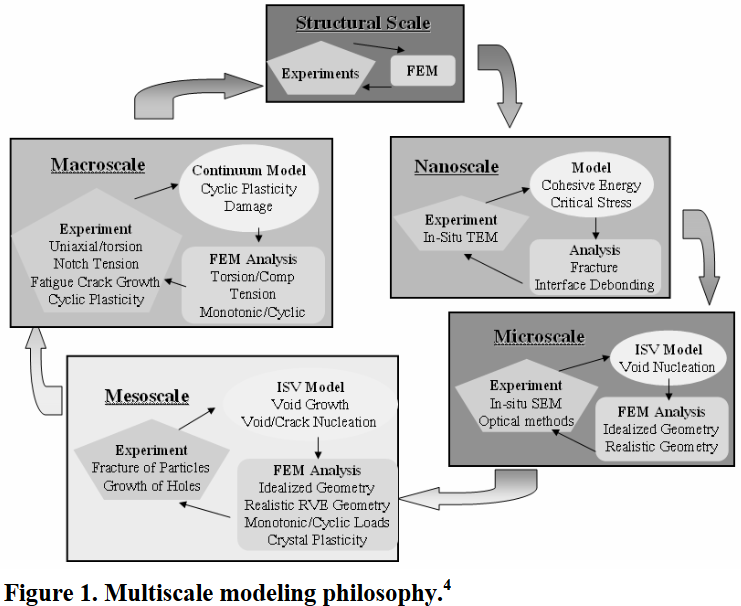 Structural Scale
Experiments
FEM
Macroscale
Continuum Model
Cyclic Plasticity
Damage
Experiment
Uniaxial/torsion
Notch Tension
Fatigue Crack Growth
Cyclic Plasticity
FEM Analysis
Torsion/Comp
Tension
Monotonic/Cyclic
Nanoscale
Model
Cohesive Energy
Critical Stress
Experiment
In-Situ TEM
Analysis
Fracture
Interface Debonding
Microscale
ISV Model
Void Nucleation
Experiment
In-situ SEM
Optical methods
FEM Analysis
Idealized Geometry
Realistic Geometry
Mesoscale
ISV Model
Void Growth
Void/Crack Nucleation
Experiment
Fracture of Particles
Growth of Holes
FEM Analysis
Idealized Geometry
Realistic RVE Geometry
Monotonic/Cyclic Loads
Crystal Plasticity
Figure 1. Multiscale modeling philosophy.4